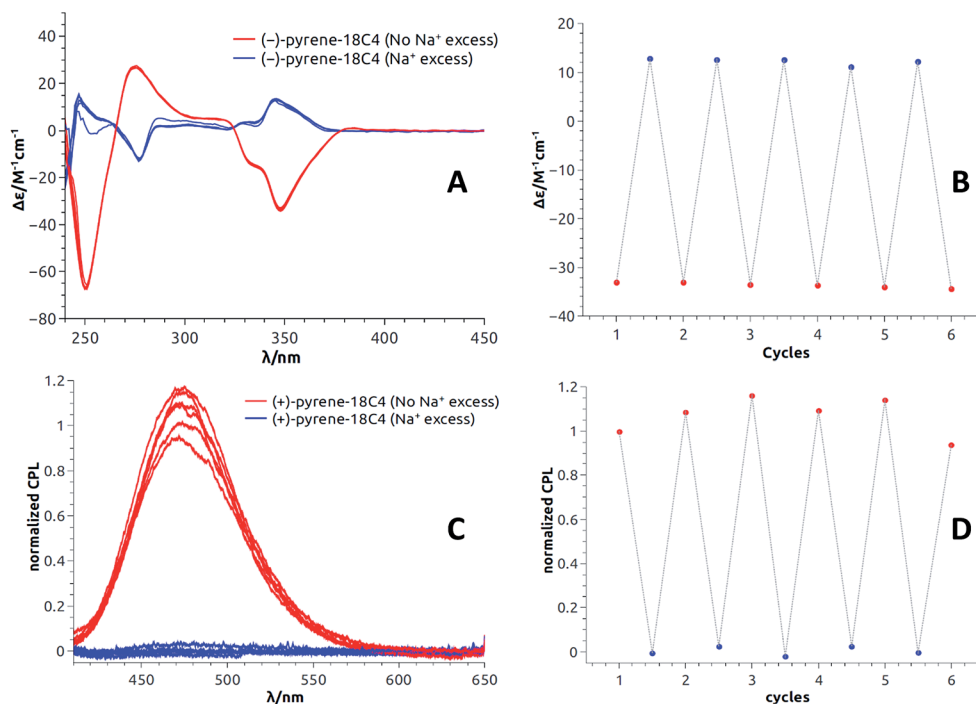 40
20
0
−20
−40
−60
−80
Δε/M⁻¹cm⁻¹
(−)-pyrene-18C4 (No Na⁺ excess)
(−)-pyrene-18C4 (Na⁺ excess)
A
250 300 350 400 450
λ/nm
20
10
0
−10
−20
−30
−40
Δε/M⁻¹cm⁻¹
B
1 2 3 4 5 6
Cycles
1.2
1
0.8
0.6
0.4
0.2
0
normalized CPL
(+)-pyrene-18C4 (No Na⁺ excess)
(+)-pyrene-18C4 (Na⁺ excess)
C
450 500 550 600 650
λ/nm
1.2
1
0.8
0.6
0.4
0.2
0
normalized CPL
D
1 2 3 4 5 6
cycles